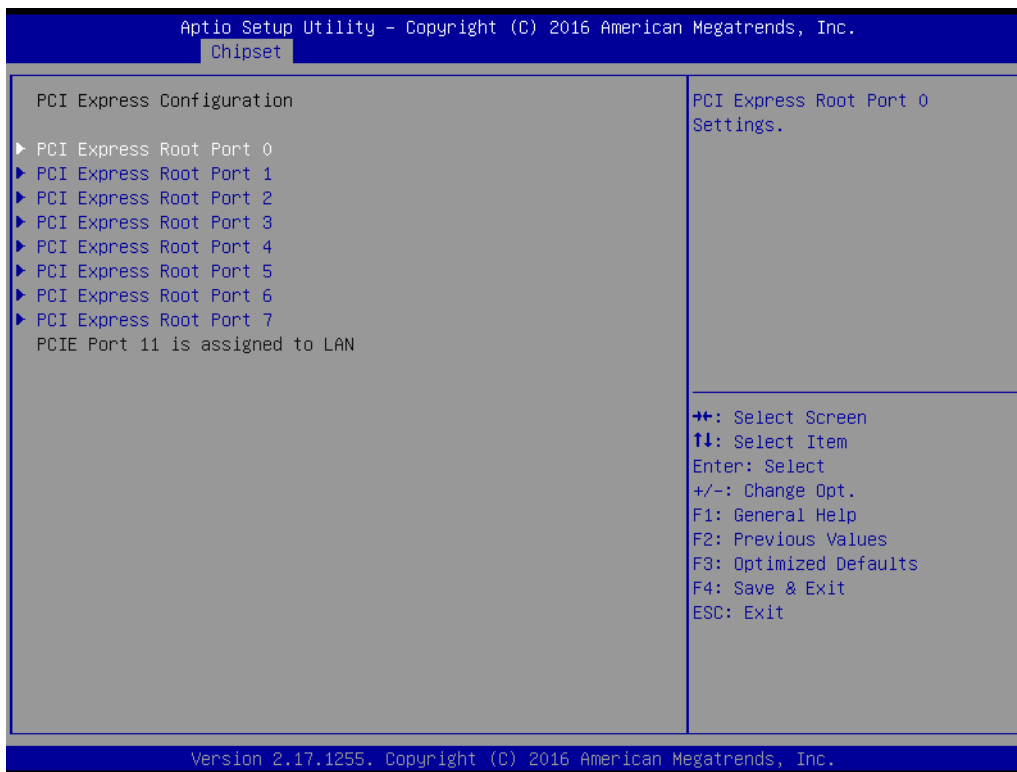 Aptio Setup Utility – Copyright (C) 2016 American Megatrends, Inc.
Chipset
PCI Express Configuration
▶ PCI Express Root Port 0
▶ PCI Express Root Port 1
▶ PCI Express Root Port 2
▶ PCI Express Root Port 3
▶ PCI Express Root Port 4
▶ PCI Express Root Port 5
▶ PCI Express Root Port 6
▶ PCI Express Root Port 7
PCIE Port 11 is assigned to LAN
PCI Express Root Port 0
Settings.
→←: Select Screen
↑↓: Select Item
Enter: Select
+/-: Change Opt.
F1: General Help
F2: Previous Values
F3: Optimized Defaults
F4: Save & Exit
ESC: Exit
Version 2.17.1255. Copyright (C) 2016 American Megatrends, Inc.